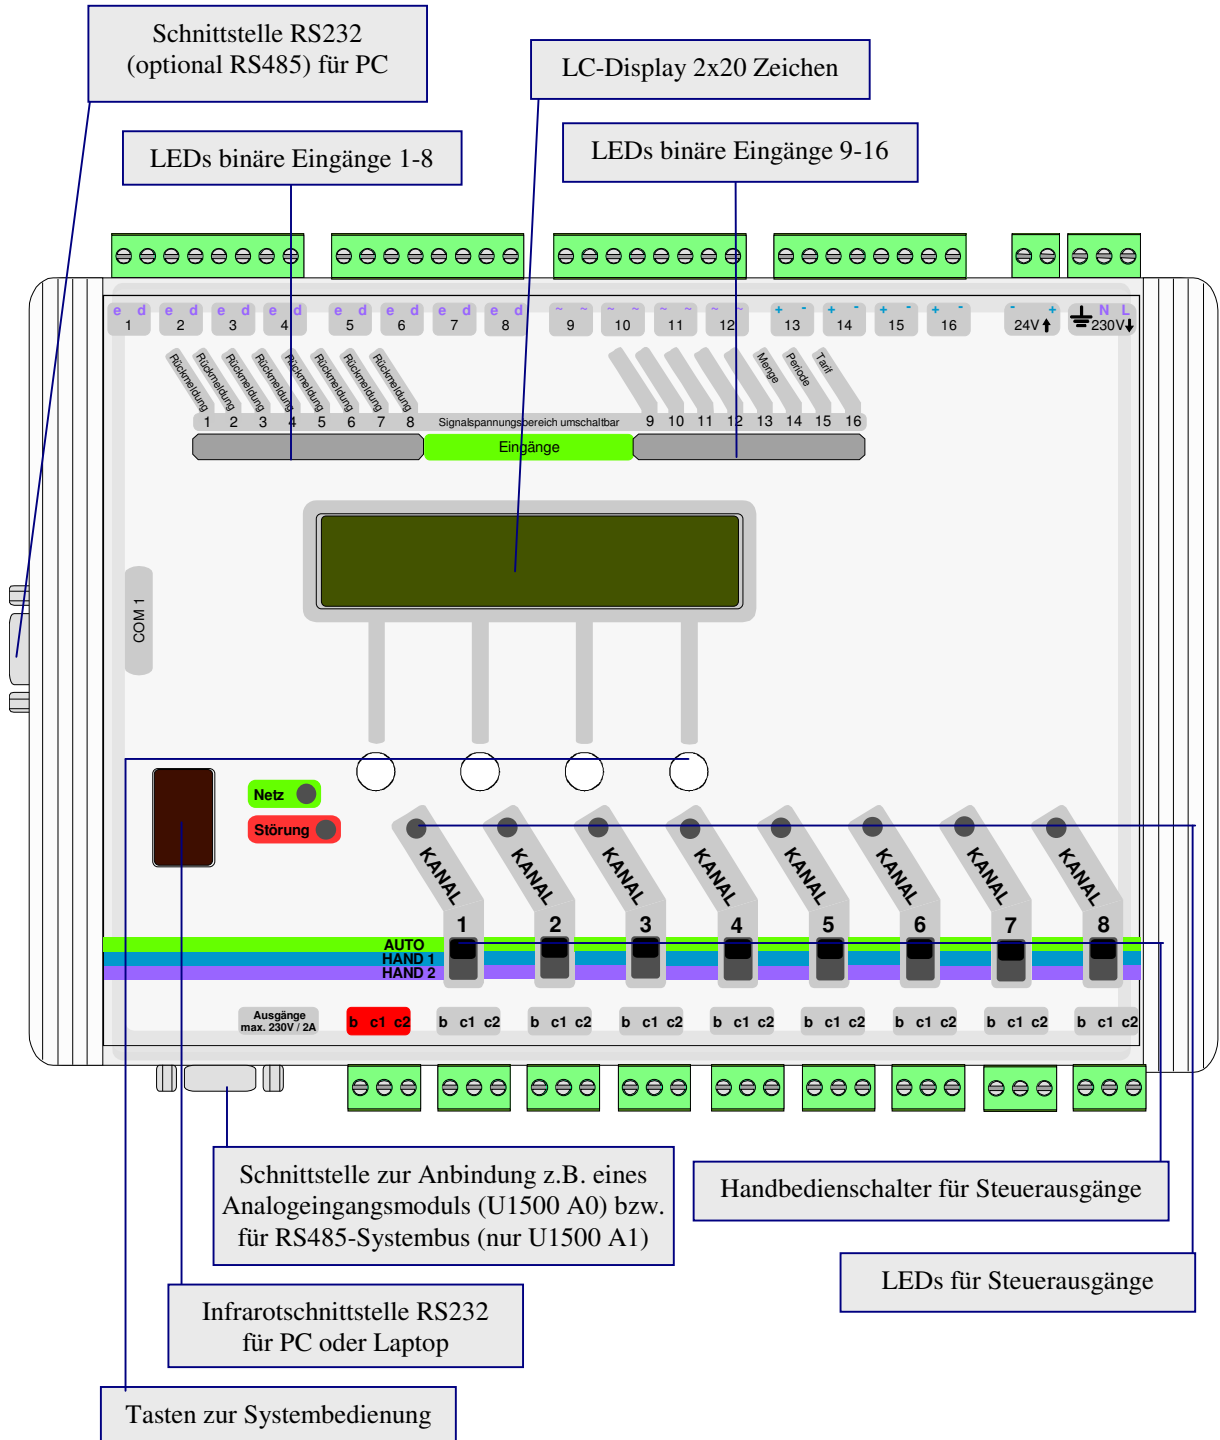 Schnittstelle RS232
(optional RS485) für PC
LC-Display 2x20 Zeichen
LEDs binäre Eingänge 1-8
LEDs binäre Eingänge 9-16
e d e d e d e d e d e d e d e d ~ ~ ~ ~ ~ ~ ~ ~ + - + - + - + - - + N L
1 2 3 4 5 6 7 8 9 10 11 12 13 14 15 16 24V 230V
Rückmeldung
Rückmeldung
Rückmeldung
Rückmeldung
Rückmeldung
Rückmeldung
Rückmeldung
Menge
Periode
Tarif
1 2 3 4 5 6 7 8 Signalspannungsbereich umschaltbar 9 10 11 12 13 14 15 16
Eingänge
COM 1
Netz
Störung
KANAL KANAL KANAL KANAL KANAL KANAL KANAL KANAL
1 2 3 4 5 6 7 8
AUTO
HAND 1
HAND 2
Ausgänge
max. 230V / 2A
b c1 c2 b c1 c2 b c1 c2 b c1 c2 b c1 c2 b c1 c2 b c1 c2 b c1 c2 b c1 c2
Schnittstelle zur Anbindung z.B. eines
Analogeingangsmoduls (U1500 A0) bzw.
für RS485-Systembus (nur U1500 A1)
Handbedienschalter für Steuerausgänge
LEDs für Steuerausgänge
Infrarotschnittstelle RS232
für PC oder Laptop
Tasten zur Systembedienung